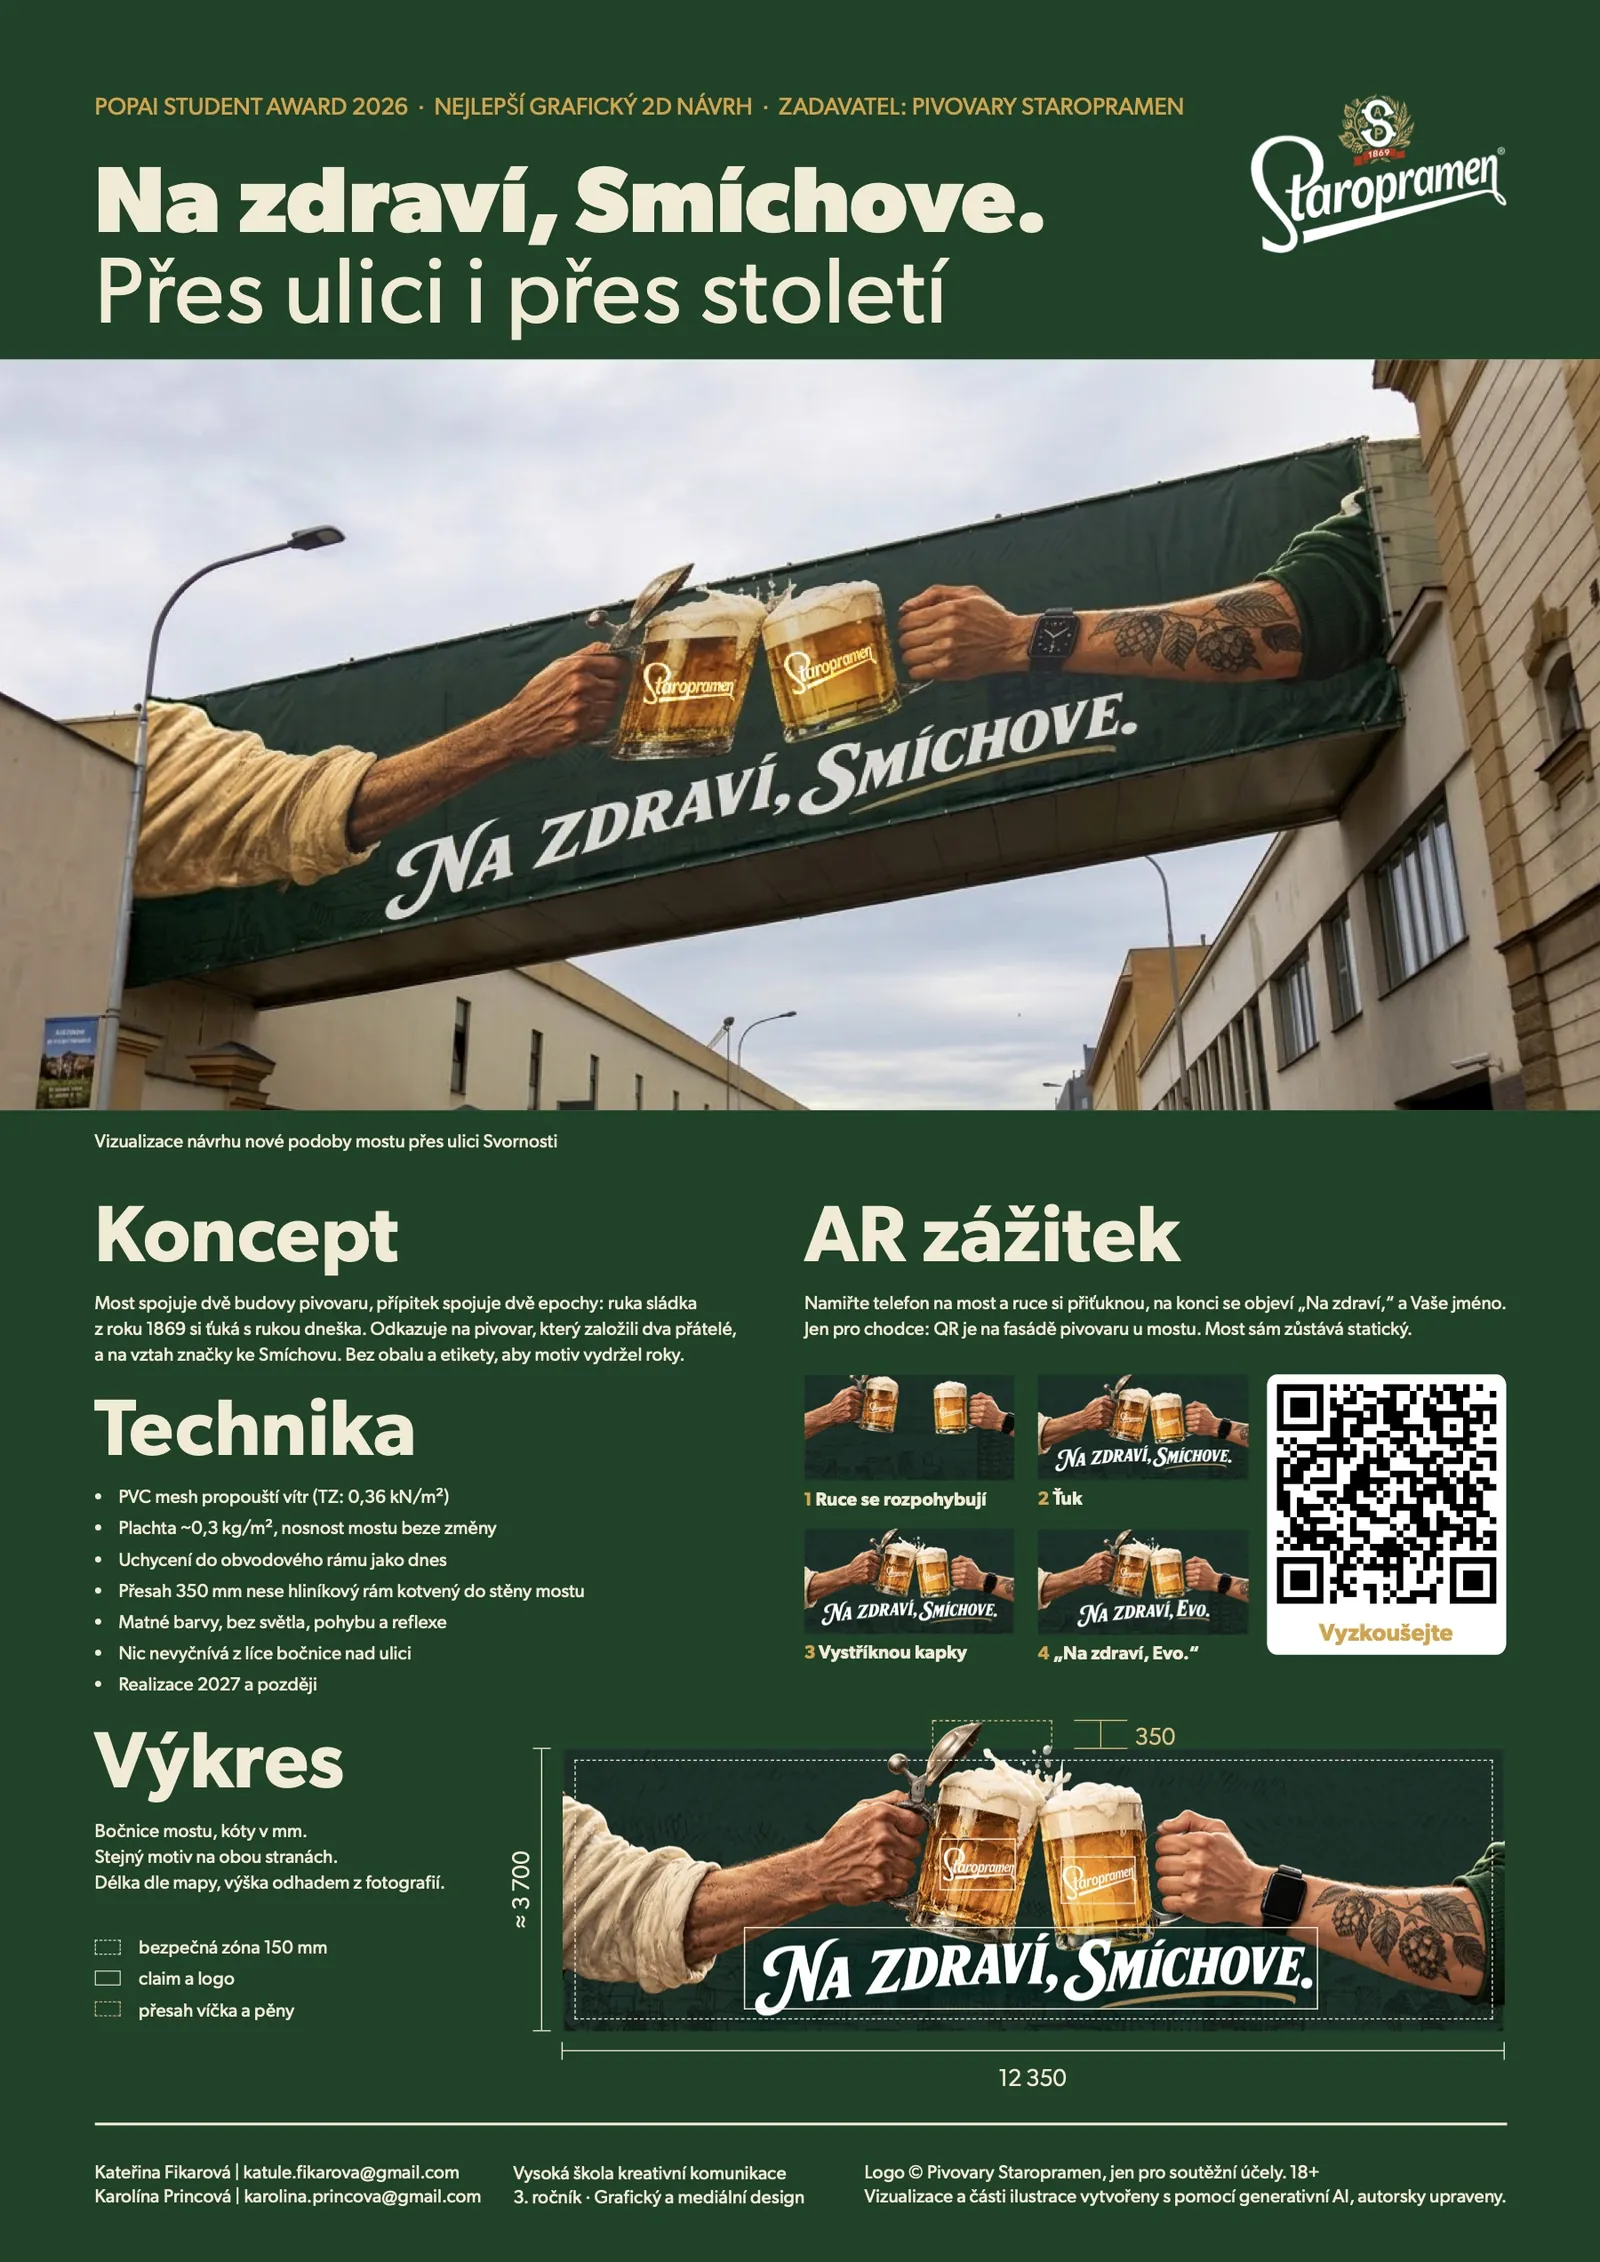 POPAI STUDENT AWARD 2026 · NEJLEPŠÍ GRAFICKÝ 2D NÁVRH · ZADAVATEL: PIVOVARY STAROPRAMEN
Na zdraví, Smíchove.
Přes ulici i přes století
S
A
P
1869
Staropramen®
Staropramen
Staropramen
NA ZDRAVÍ, SMÍCHOVE.
Vizualizace návrhu nové podoby mostu přes ulici Svornosti
Koncept
Most spojuje dvě budovy pivovaru, přípitek spojuje dvě epochy: ruka sládka
z roku 1869 si ťuká s rukou dneška. Odkazuje na pivovar, který založili dva přátelé,
a na vztah značky ke Smíchovu. Bez obalu a etikety, aby motiv vydržel roky.
Technika
• PVC mesh propouští vítr (TZ: 0,36 kN/m²)
• Plachta ~0,3 kg/m², nosnost mostu beze změny
• Uchycení do obvodového rámu jako dnes
• Přesah 350 mm nese hliníkový rám kotvený do stěny mostu
• Matné barvy, bez světla, pohybu a reflexe
• Nic nevyčnívá z líce bočnice nad ulici
• Realizace 2027 a později
AR zážitek
Namiřte telefon na most a ruce si přiťuknou, na konci se objeví „Na zdraví,“ a Vaše jméno.
Jen pro chodce: QR je na fasádě pivovaru u mostu. Most sám zůstává statický.
Staropramen
Staropramen
1 Ruce se rozpohybují
Staropramen
Staropramen
NA ZDRAVÍ, SMÍCHOVE.
2 Ťuk
Staropramen
Staropramen
NA ZDRAVÍ, SMÍCHOVE.
3 Vystříknou kapky
Staropramen
Staropramen
NA ZDRAVÍ, EVO.
4 „Na zdraví, Evo.“
Vyzkoušejte
Výkres
Bočnice mostu, kóty v mm.
Stejný motiv na obou stranách.
Délka dle mapy, výška odhadem z fotografií.
bezpečná zóna 150 mm
claim a logo
přesah víčka a pěny
350
≈ 3 700
Staropramen
Staropramen
NA ZDRAVÍ, SMÍCHOVE.
12 350
Kateřina Fikarová | katule.fikarova@gmail.com
Karolína Princová | karolina.princova@gmail.com
Vysoká škola kreativní komunikace
3. ročník · Grafický a mediální design
Logo © Pivovary Staropramen, jen pro soutěžní účely. 18+
Vizualizace a části ilustrace vytvořeny s pomocí generativní AI, autorsky upraveny.